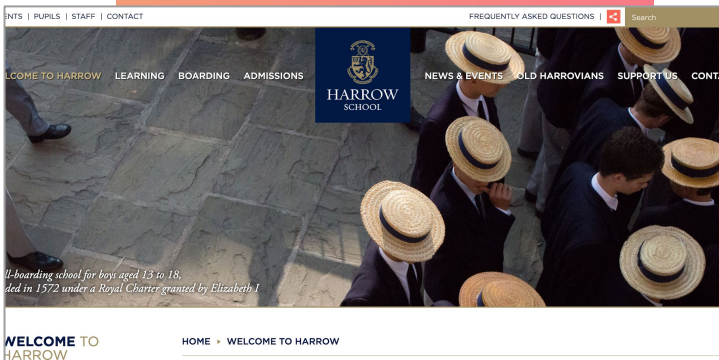 ENTS | PUPILS | STAFF | CONTACT
FREQUENTLY ASKED QUESTIONS |
Search
LCOME TO HARROW LEARNING BOARDING ADMISSIONS
HARROW
SCHOOL
NEWS & EVENTS OLD HARROVIANS SUPPORT US CONT
ll-boarding school for boys aged 13 to 18,
ded in 1572 under a Royal Charter granted by Elizabeth I
WELCOME TO
HARROW
HOME ▸ WELCOME TO HARROW